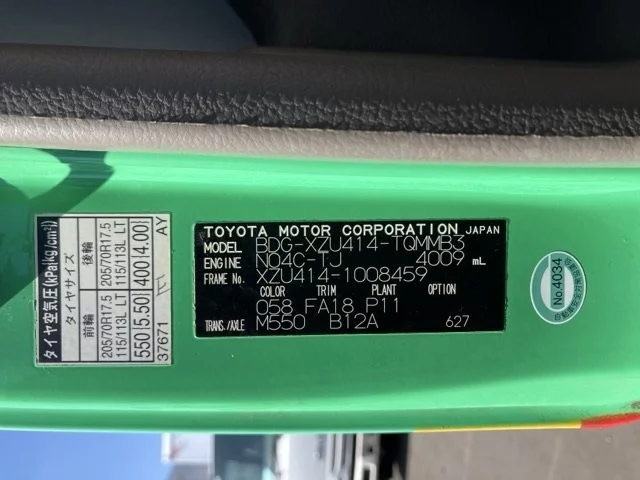 TOYOTA MOTOR CORPORATION JAPAN
MODEL BDG-XZU414-TQMMB3
ENGINE N04C-TJ 4009 mL
FRAME No. XZU414-1008459
COLOR TRIM PLANT OPTION
058 FA18 P11
TRANS./AXLE M550 B12A 627
タイヤ空気圧(kPa{kg/cm²})
タイヤサイズ
前輪 後輪
205/70R17.5 205/70R17.5
115/113L LT 115/113L LT
550{5.50} 400{4.00}
37671 AY
No.4034